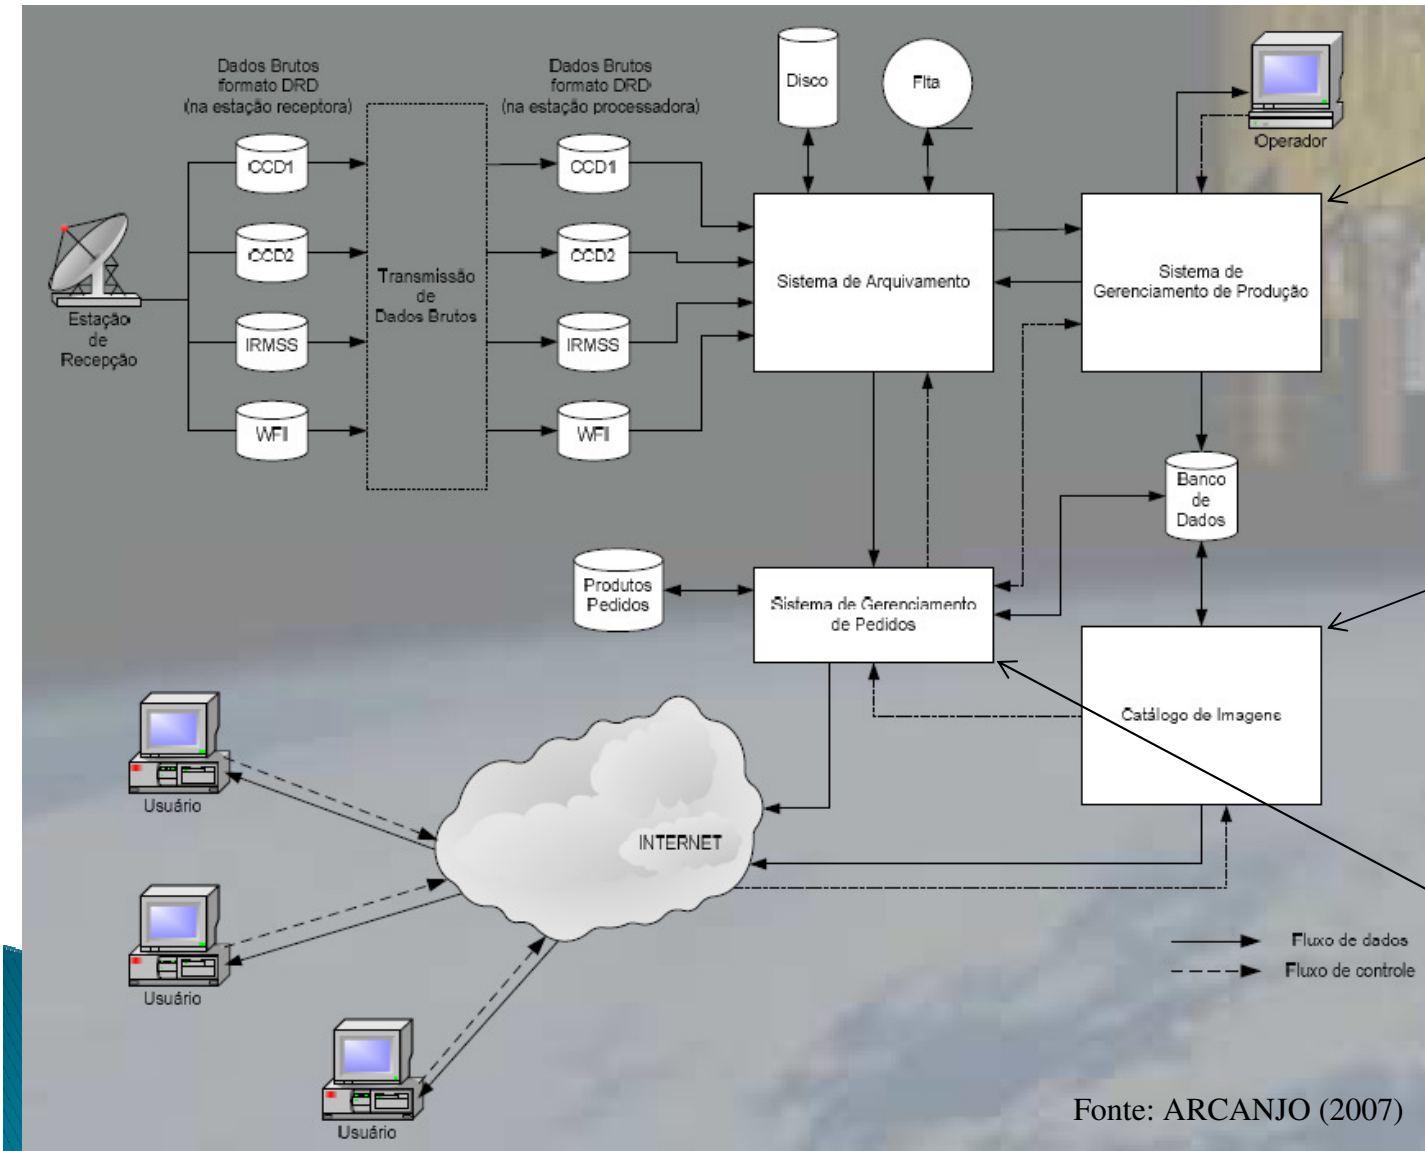 Dados Brutos
formato DRD
(na estação receptora)
Dados Brutos
formato DRD
(na estação processadora)
Disco
Fita
Operador
CCD1
CCD1
CCD2
CCD2
IRMSS
IRMSS
WFI
WFI
Estação
de
Recepção
Transmissão
de
Dados Brutos
Sistema de Arquivamento
Sistema de
Gerenciamento de Produção
Banco
de
Dados
Produtos
Pedidos
Sistema de Gerenciamento
de Pedidos
Catálogo de Imagens
INTERNET
Usuário
Usuário
Usuário
Fluxo de dados
Fluxo de controle
Fonte: ARCANJO (2007)